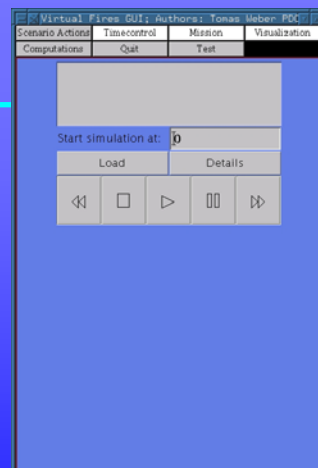 Virtual Fires GUI; Authors: Tomas Weber PDC
Scenario Actions Timecontrol Mission Visualization
Computations Quit Test
Start simulation at: 0
Load Details